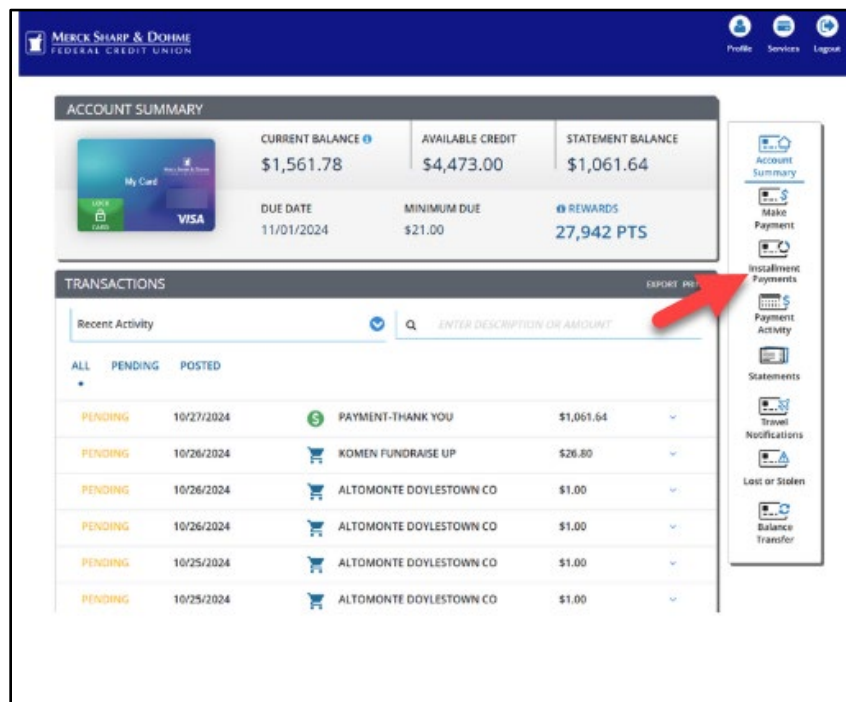 MERCK SHARP & DOHME
FEDERAL CREDIT UNION
Profile Services Logout
ACCOUNT SUMMARY
My Card
LOCK
CARD
VISA
CURRENT BALANCE
$1,561.78
AVAILABLE CREDIT
$4,473.00
STATEMENT BALANCE
$1,061.64
DUE DATE
11/01/2024
MINIMUM DUE
$21.00
REWARDS
27,942 PTS
TRANSACTIONS
EXPORT
Recent Activity
ENTER DESCRIPTION OR AMOUNT
ALL PENDING POSTED
PENDING 10/27/2024 PAYMENT-THANK YOU $1,061.64
PENDING 10/26/2024 KOMEN FUNDRAISE UP $26.80
PENDING 10/26/2024 ALTOMONTE DOYLESTOWN CO $1.00
PENDING 10/26/2024 ALTOMONTE DOYLESTOWN CO $1.00
PENDING 10/25/2024 ALTOMONTE DOYLESTOWN CO $1.00
PENDING 10/25/2024 ALTOMONTE DOYLESTOWN CO $1.00
Account
Summary
Make
Payment
Installment
Payments
Payment
Activity
Statements
Travel
Notifications
Lost or Stolen
Balance
Transfer